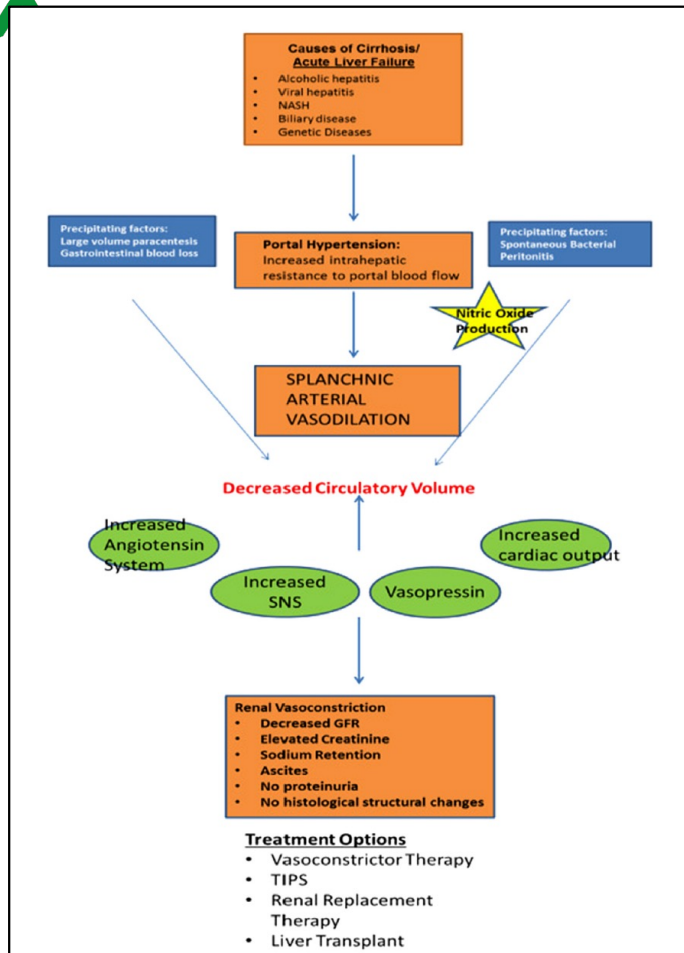 Causes of Cirrhosis/
Acute Liver Failure
• Alcoholic hepatitis
• Viral hepatitis
• NASH
• Biliary disease
• Genetic Diseases
Precipitating factors:
Large volume paracentesis
Gastrointestinal blood loss
Portal Hypertension:
Increased intrahepatic
resistance to portal blood flow
Precipitating factors:
Spontaneous Bacterial
Peritonitis
Nitric Oxide
Production
SPLANCHNIC
ARTERIAL
VASODILATION
Decreased Circulatory Volume
Increased
Angiotensin
System
Increased
SNS
Vasopressin
Increased
cardiac output
Renal Vasoconstriction
• Decreased GFR
• Elevated Creatinine
• Sodium Retention
• Ascites
• No proteinuria
• No histological structural changes
Treatment Options
• Vasoconstrictor Therapy
• TIPS
• Renal Replacement
Therapy
• Liver Transplant